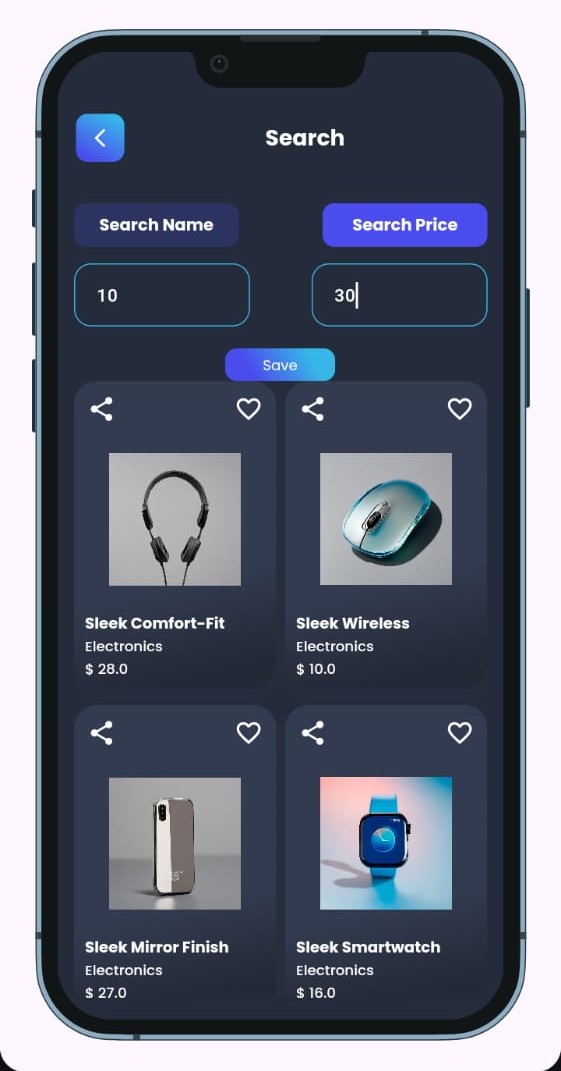 Search
Search Name
Search Price
10
30
Save
Sleek Comfort-Fit
Electronics
$ 28.0
Sleek Wireless
Electronics
$ 10.0
Sleek Mirror Finish
Electronics
$ 27.0
Sleek Smartwatch
Electronics
$ 16.0